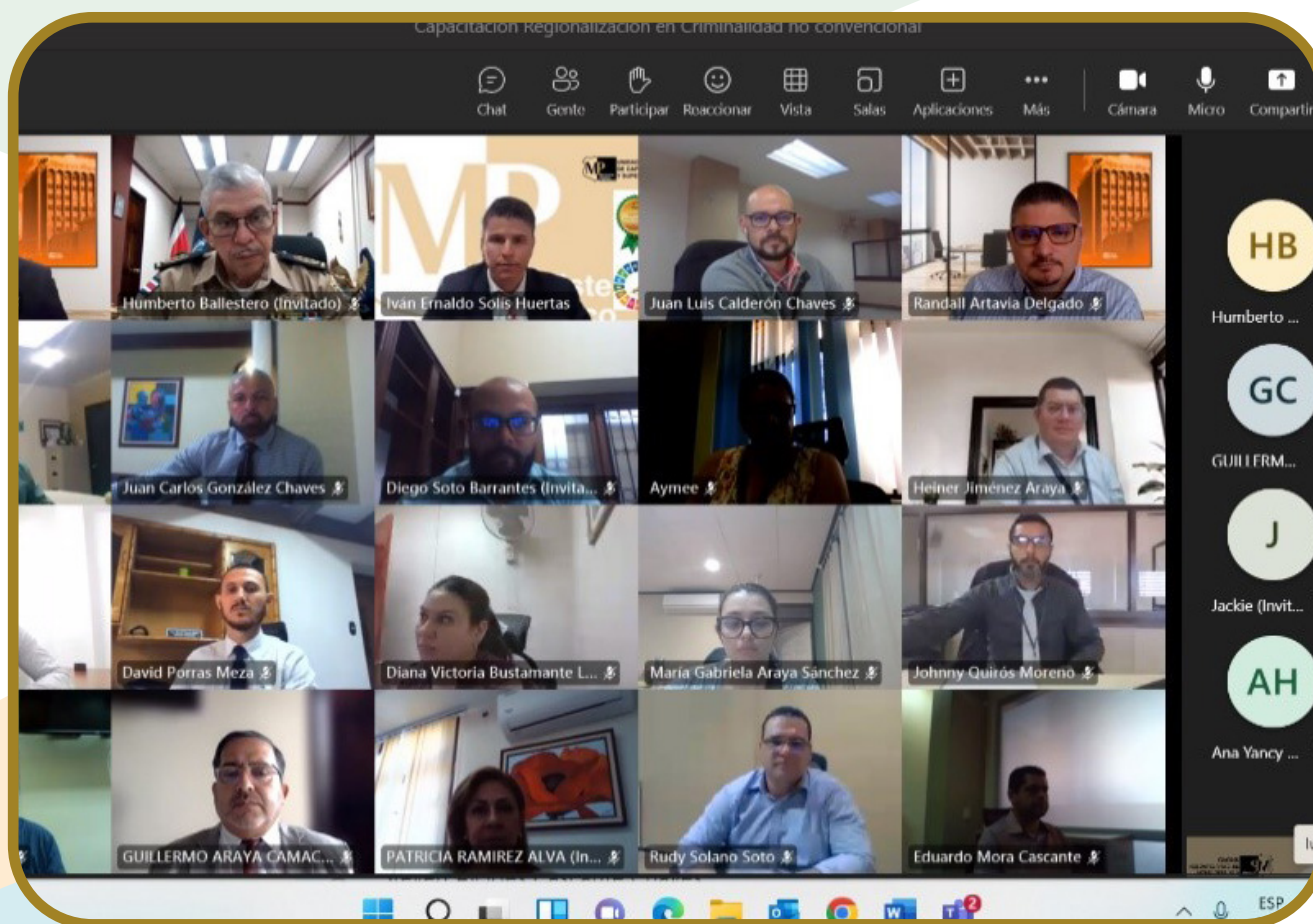 Capacitación Regionalización en Criminalidad no convencional
Chat Gente Participar Reaccionar Vista Salas Aplicaciones Más Cámara Micro Compartir
MP
Humberto Ballestero (Invitado) Iván Ernaldo Solís Huertas Juan Luis Calderón Chaves Randall Artavia Delgado
HB
Humberto ...
Juan Carlos González Chaves Diego Soto Barrantes (Invita... Aymee Heiner Jiménez Araya
GC
GUILLERM...
David Porras Meza Diana Victoria Bustamante L... María Gabriela Araya Sánchez Johnny Quirós Moreno
J
Jackie (Invit...
AH
Ana Yancy ...
GUILLERMO ARAYA CAMAC... PATRICIA RAMIREZ ALVA (In... Rudy Solano Soto Eduardo Mora Cascante
2
ESP